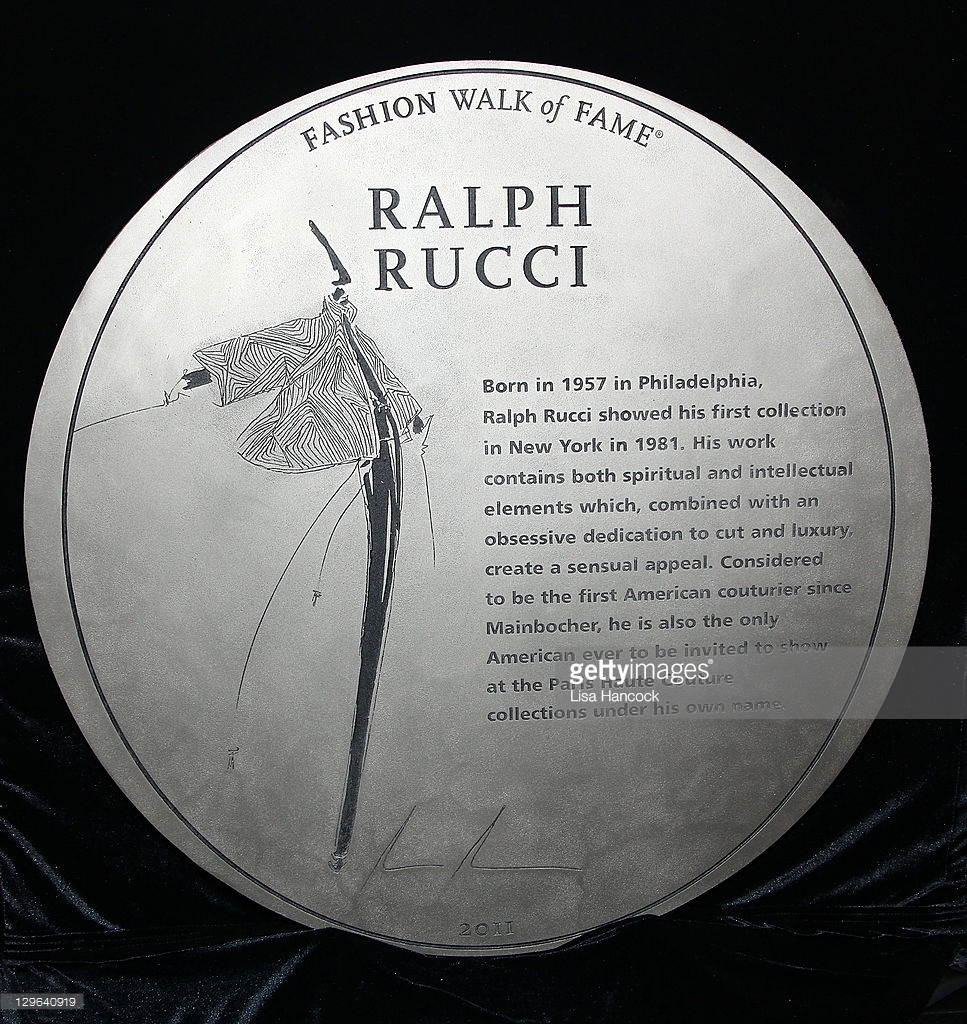 FASHION WALK of FAME®
RALPH
RUCCI
Born in 1957 in Philadelphia,
Ralph Rucci showed his first collection
in New York in 1981. His work
contains both spiritual and intellectual
elements which, combined with an
obsessive dedication to cut and luxury,
create a sensual appeal. Considered
to be the first American couturier since
Mainbocher, he is also the only
American ever to be invited to show
at the Paris Haute Couture
collections under his own name.
gettyimages®
Lisa Hancock
2011
129640919